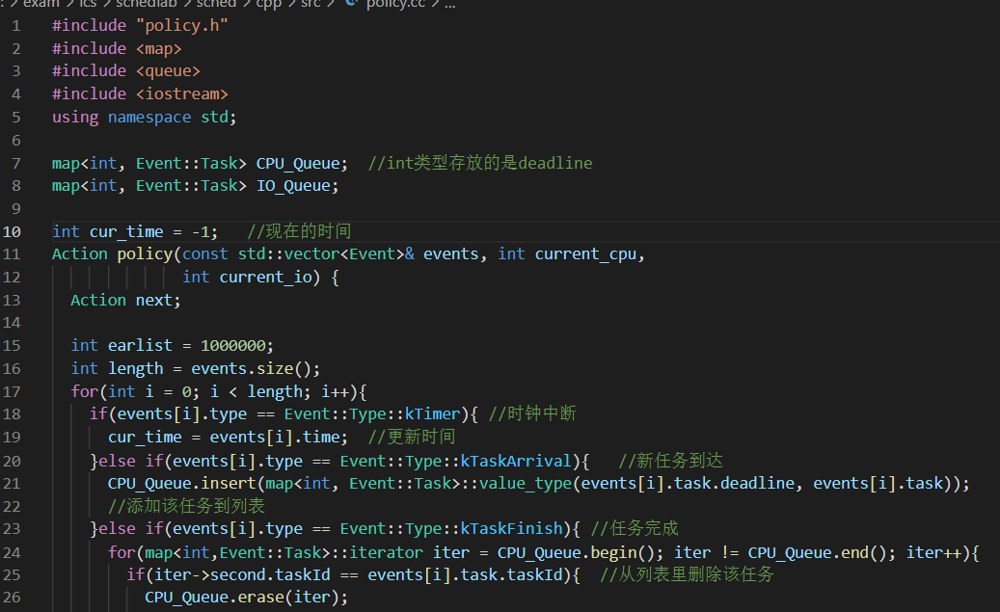 : > exam > ics > schedlab > sched > cpp > src > policy.cc > ...
1 #include "policy.h"
2 #include <map>
3 #include <queue>
4 #include <iostream>
5 using namespace std;
6
7 map<int, Event::Task> CPU_Queue;  //int类型存放的是deadline
8 map<int, Event::Task> IO_Queue;
9
10 int cur_time = -1;   //现在的时间
11 Action policy(const std::vector<Event>& events, int current_cpu,
12               int current_io) {
13   Action next;
14
15   int earlist = 1000000;
16   int length = events.size();
17   for(int i = 0; i < length; i++){
18     if(events[i].type == Event::Type::kTimer){ //时钟中断
19       cur_time = events[i].time;  //更新时间
20     }else if(events[i].type == Event::Type::kTaskArrival){   //新任务到达
21       CPU_Queue.insert(map<int, Event::Task>::value_type(events[i].task.deadline, events[i].task));
22       //添加该任务到列表
23     }else if(events[i].type == Event::Type::kTaskFinish){ //任务完成
24       for(map<int,Event::Task>::iterator iter = CPU_Queue.begin(); iter != CPU_Queue.end(); iter++){
25         if(iter->second.taskId == events[i].task.taskId){  //从列表里删除该任务
26           CPU_Queue.erase(iter);